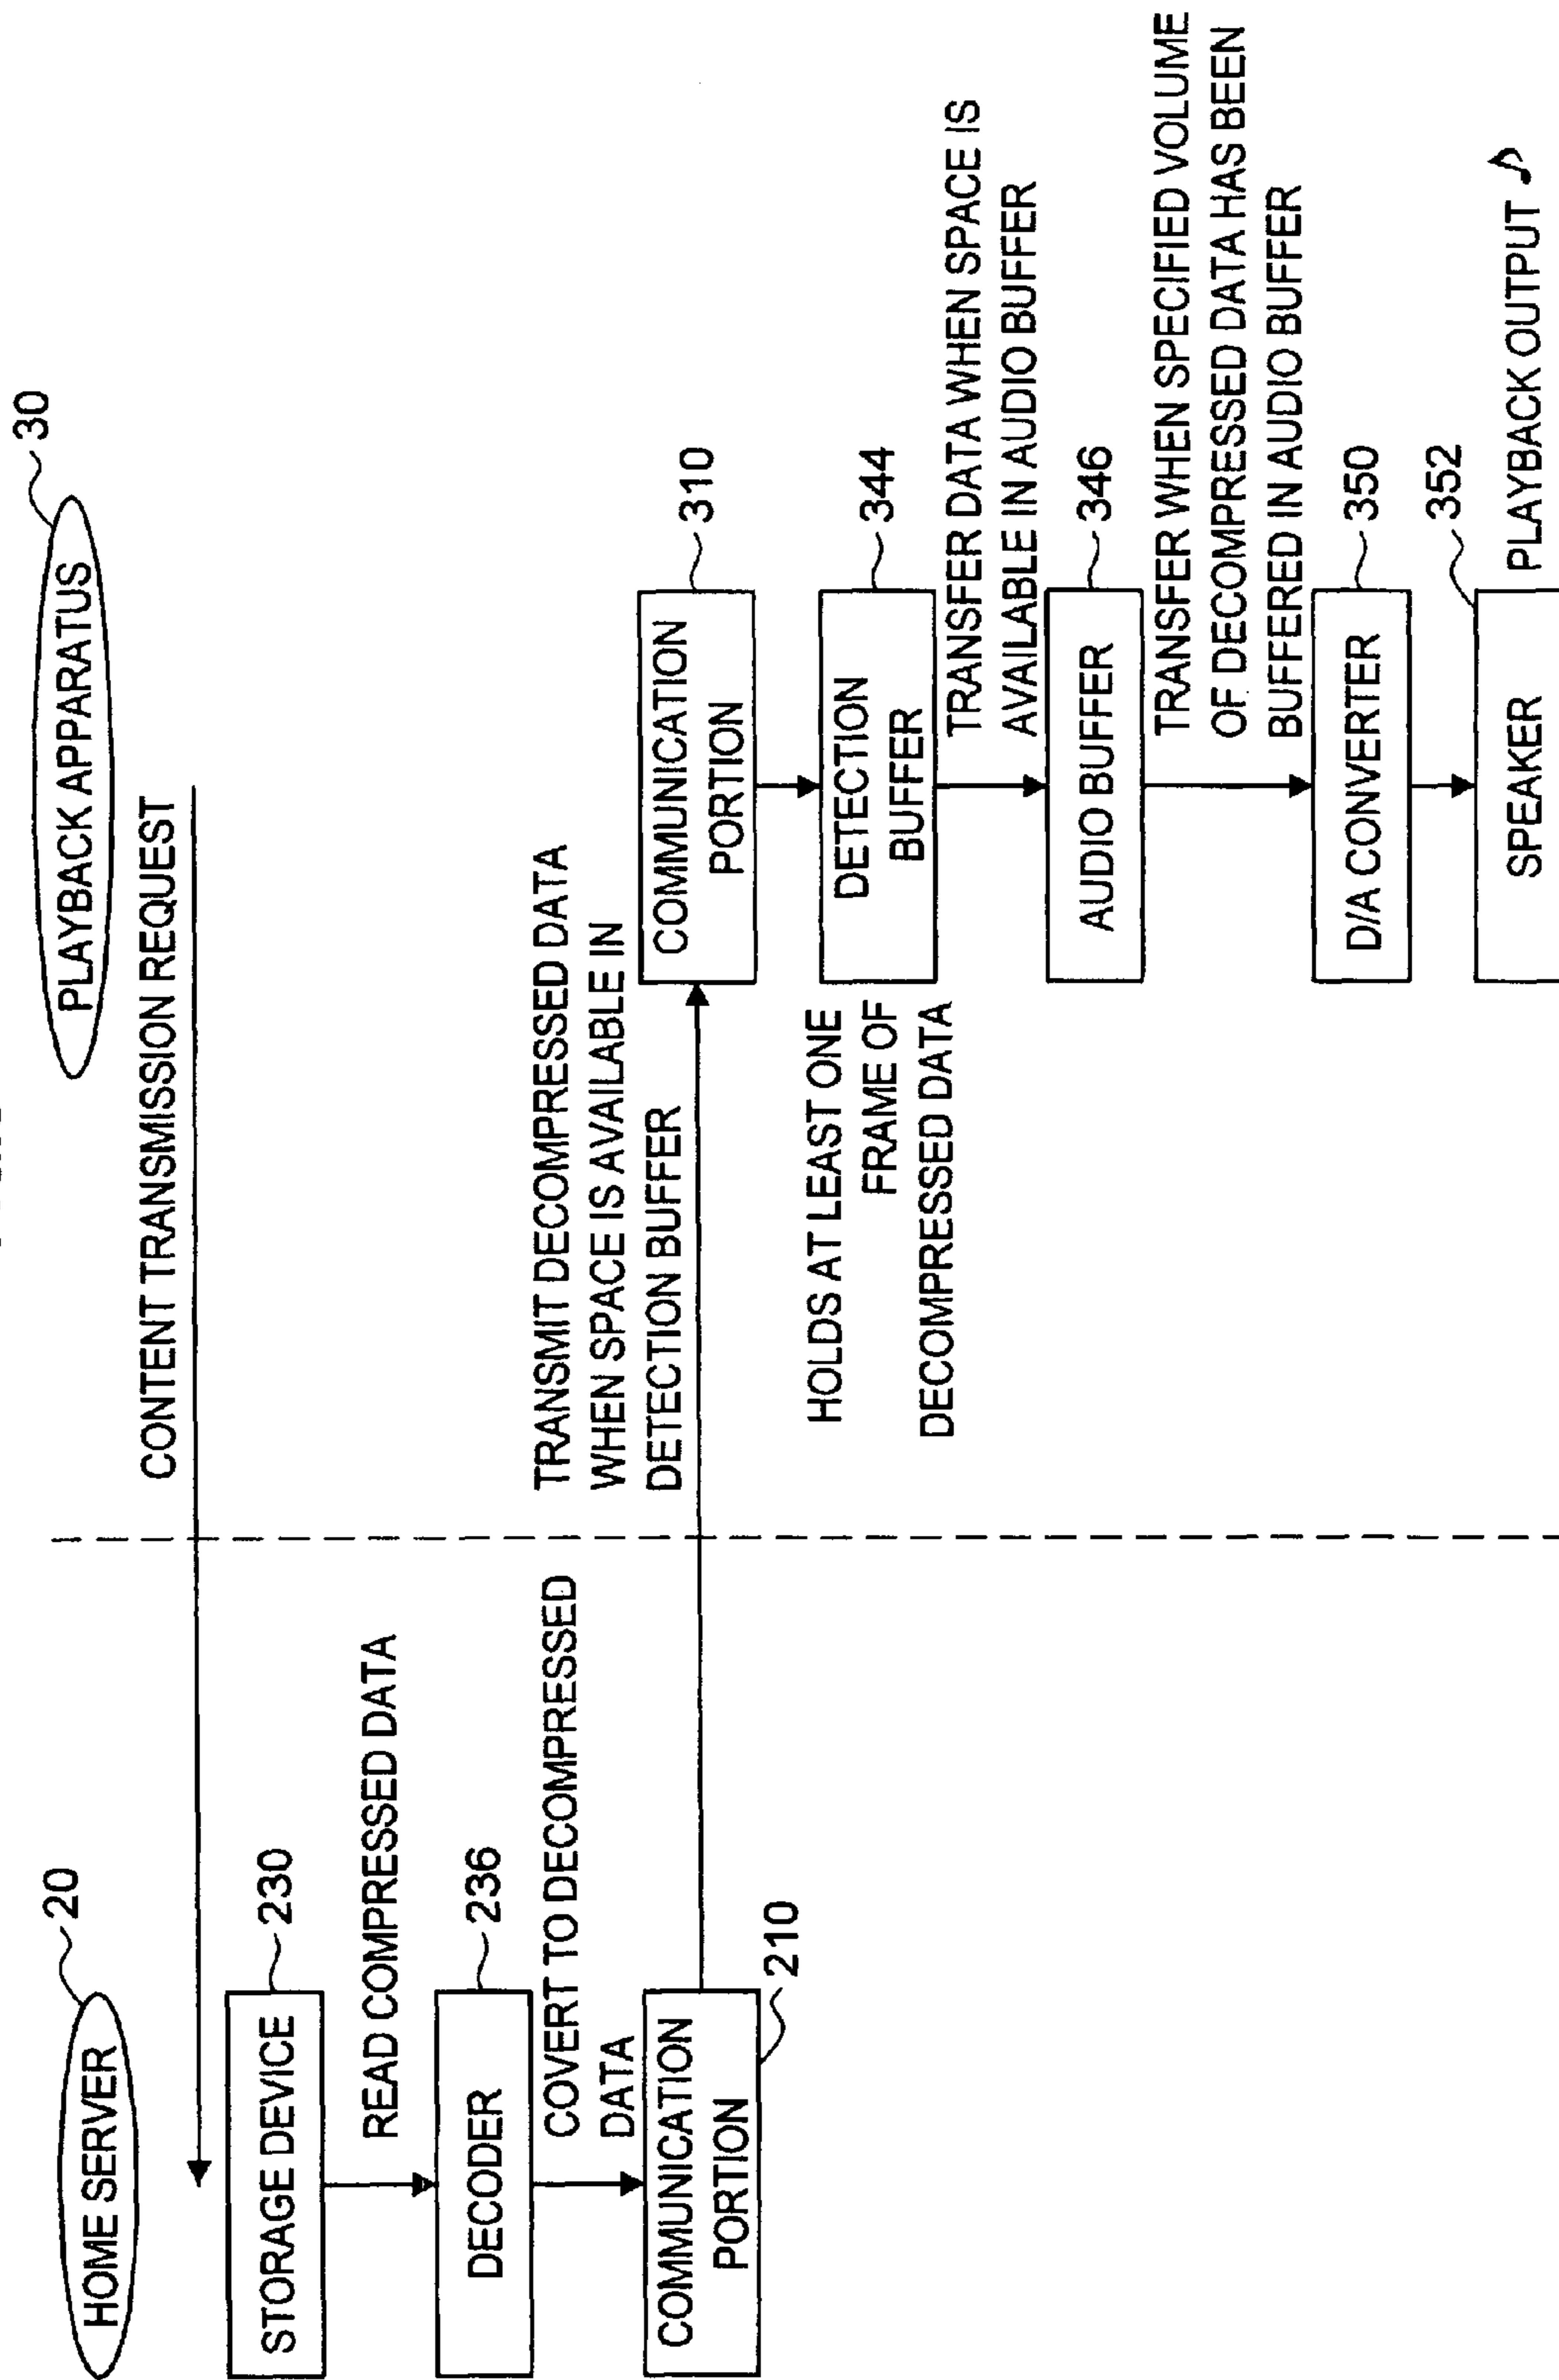 HOME SERVER
20
PLAYBACK APPARATUS
30
CONTENT TRANSMISSION REQUEST
STORAGE DEVICE
230
READ COMPRESSED DATA
DECODER
236
COVERT TO DECOMPRESSED
DATA
COMMUNICATION
PORTION
210
TRANSMIT DECOMPRESSED DATA
WHEN SPACE IS AVAILABLE IN
DETECTION BUFFER
COMMUNICATION
PORTION
310
HOLDS AT LEAST ONE
FRAME OF
DECOMPRESSED DATA
DETECTION
BUFFER
344
TRANSFER DATA WHEN SPACE IS
AVAILABLE IN AUDIO BUFFER
AUDIO BUFFER
346
TRANSFER WHEN SPECIFIED VOLUME
OF DECOMPRESSED DATA HAS BEEN
BUFFERED IN AUDIO BUFFER
D/A CONVERTER
350
SPEAKER
352
PLAYBACK OUTPUT ♪